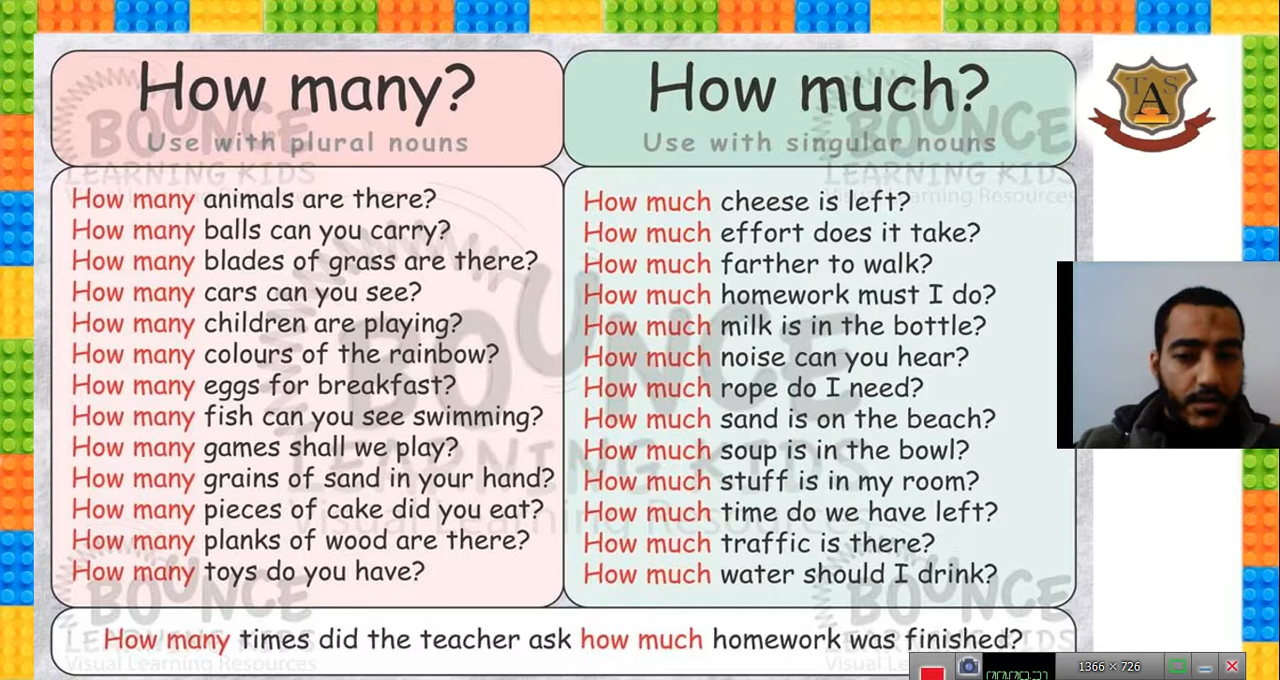 How many?
Use with plural nouns
How many animals are there?
How many balls can you carry?
How many blades of grass are there?
How many cars can you see?
How many children are playing?
How many colours of the rainbow?
How many eggs for breakfast?
How many fish can you see swimming?
How many games shall we play?
How many grains of sand in your hand?
How many pieces of cake did you eat?
How many planks of wood are there?
How many toys do you have?
How much?
Use with singular nouns
How much cheese is left?
How much effort does it take?
How much farther to walk?
How much homework must I do?
How much milk is in the bottle?
How much noise can you hear?
How much rope do I need?
How much sand is on the beach?
How much soup is in the bowl?
How much stuff is in my room?
How much time do we have left?
How much traffic is there?
How much water should I drink?
How many times did the teacher ask how much homework was finished?
TAS
BOUNCE
LEARNING KIDS
Visual Learning Resources
1366 × 726